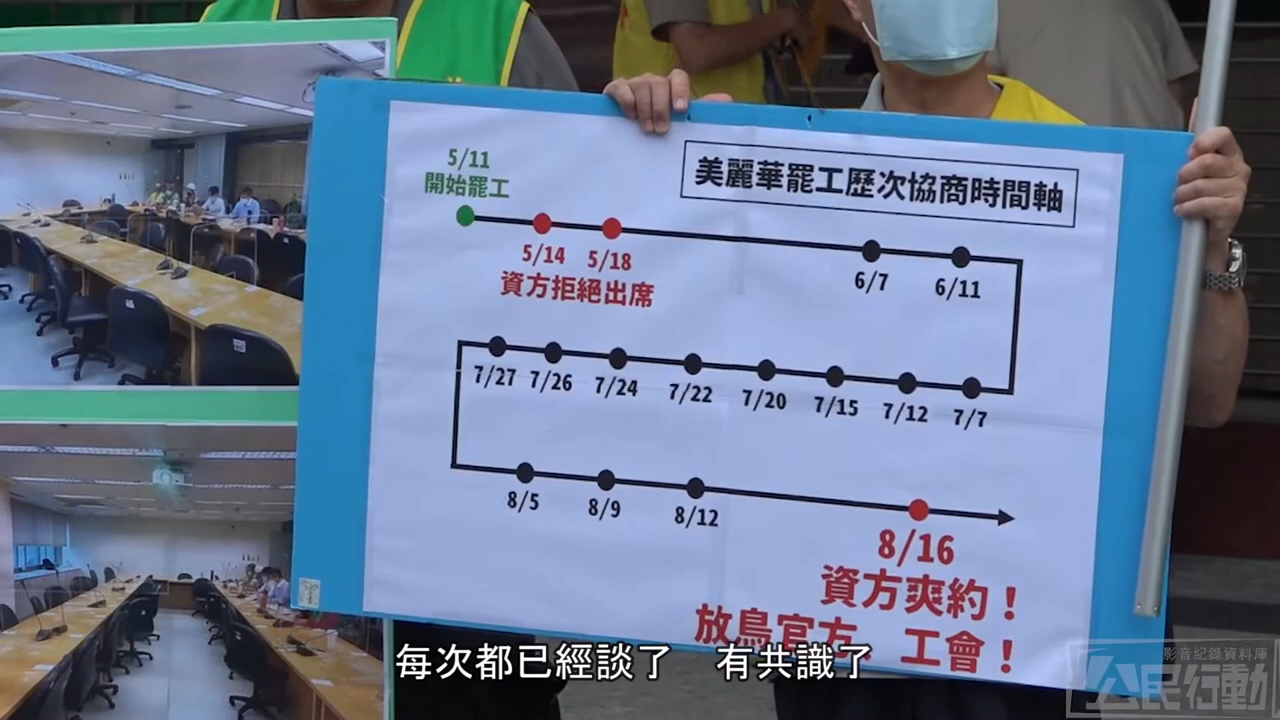 美麗華罷工歷次協商時間軸
5/11
開始罷工
5/14 5/18
資方拒絕出席
6/7 6/11
7/27 7/26 7/24 7/22 7/20 7/15 7/12 7/7
8/5 8/9 8/12
8/16
資方爽約！
放鳥官方、工會！
每次都已經談了 有共識了
影音紀錄資料庫
公民行動